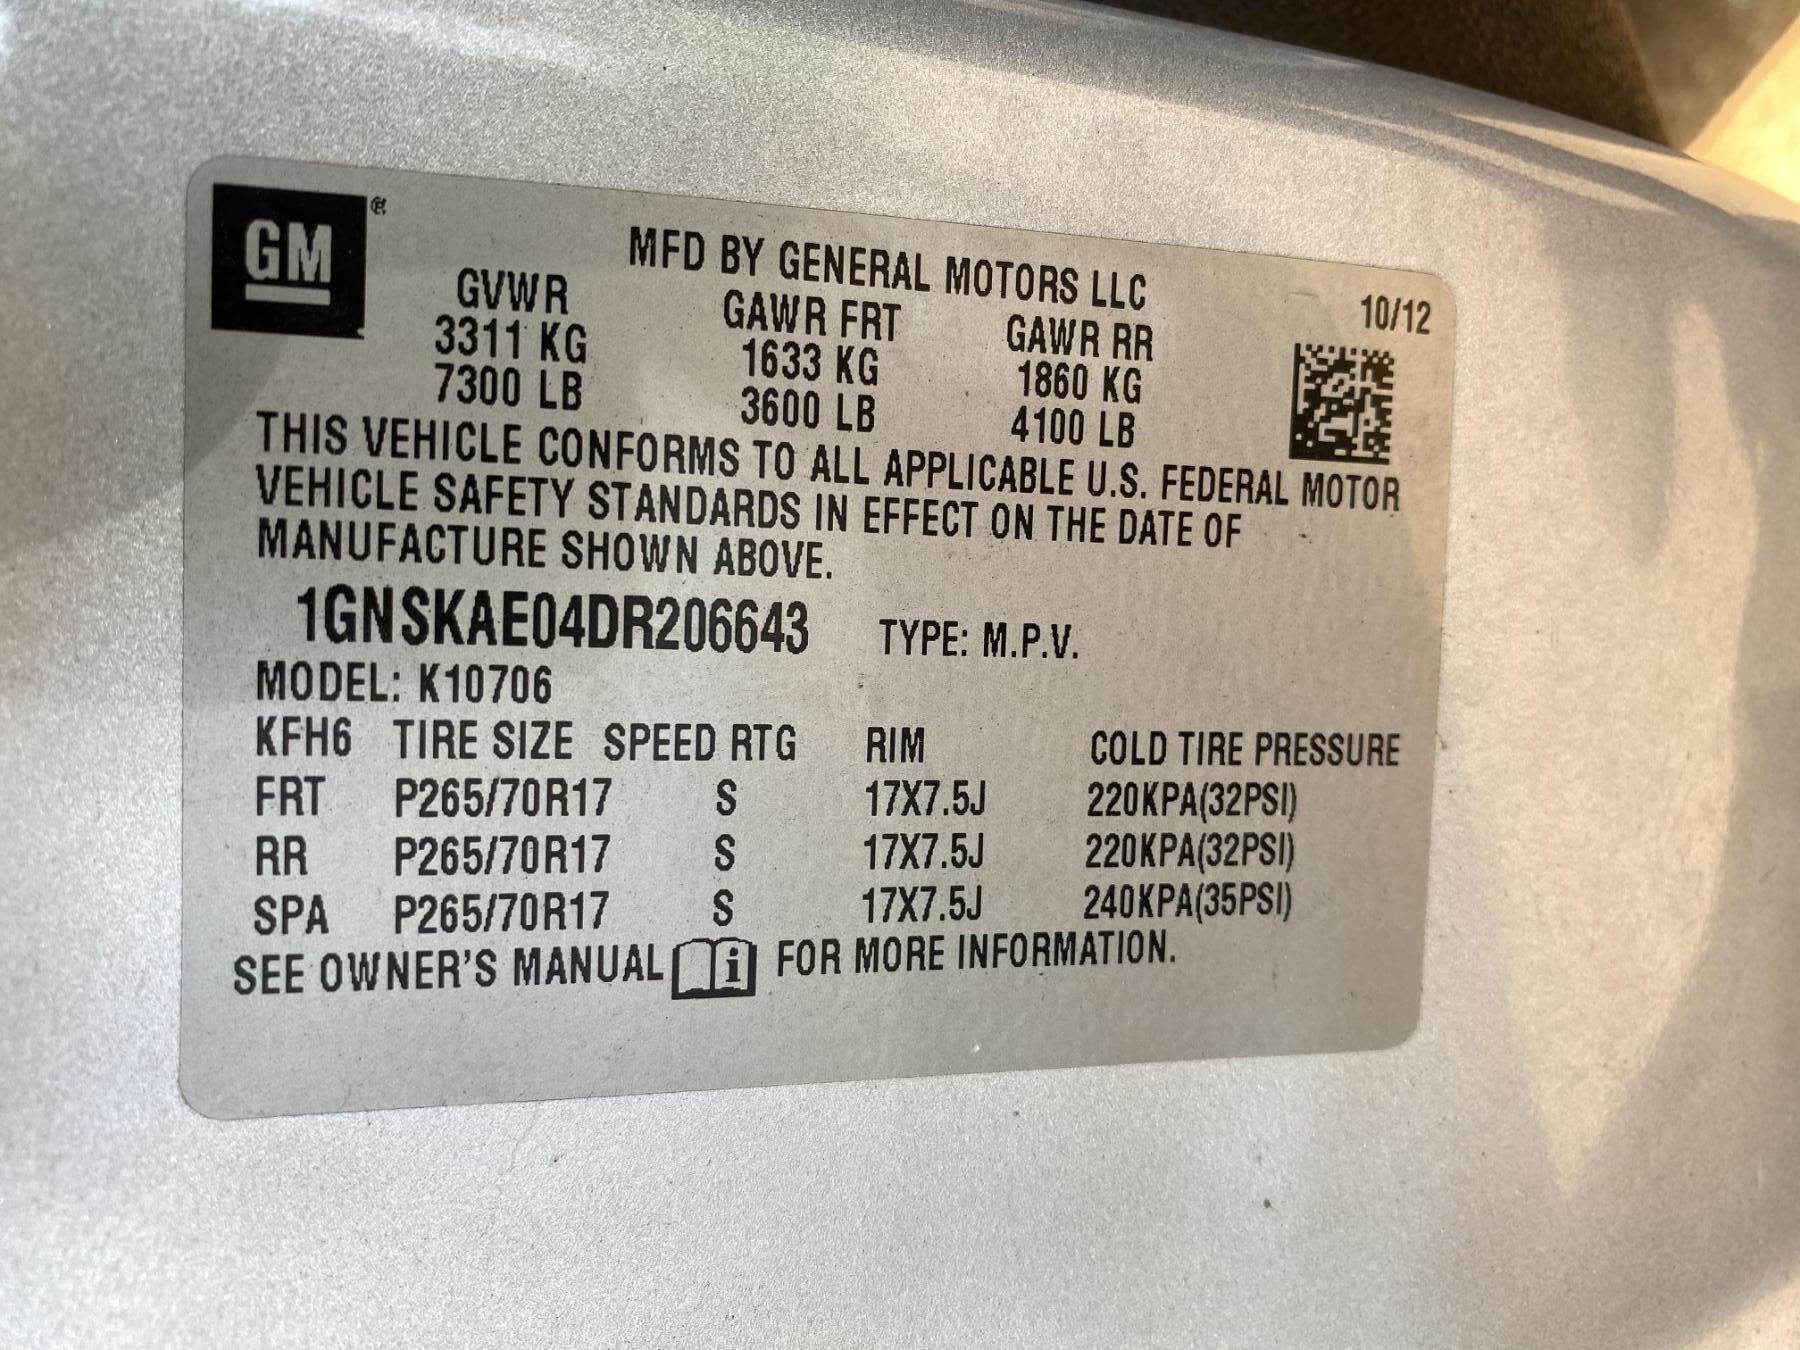 GM ®
MFD BY GENERAL MOTORS LLC
10/12
GVWR GAWR FRT GAWR RR
3311 KG 1633 KG 1860 KG
7300 LB 3600 LB 4100 LB
THIS VEHICLE CONFORMS TO ALL APPLICABLE U.S. FEDERAL MOTOR
VEHICLE SAFETY STANDARDS IN EFFECT ON THE DATE OF
MANUFACTURE SHOWN ABOVE.
1GNSKAE04DR206643 TYPE: M.P.V.
MODEL: K10706
KFH6 TIRE SIZE SPEED RTG RIM COLD TIRE PRESSURE
FRT P265/70R17 S 17X7.5J 220KPA(32PSI)
RR P265/70R17 S 17X7.5J 220KPA(32PSI)
SPA P265/70R17 S 17X7.5J 240KPA(35PSI)
SEE OWNER'S MANUAL i FOR MORE INFORMATION.